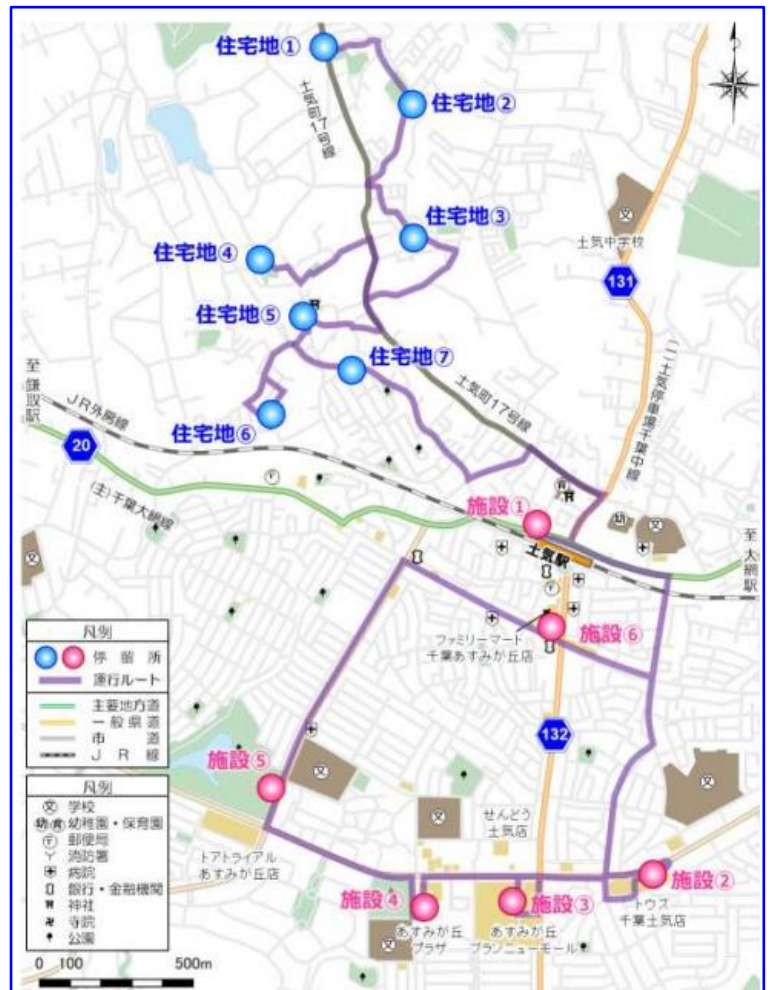 住宅地①
土気町17号線
住宅地②
住宅地③
土気中学校
住宅地④
131
住宅地⑤
住宅地⑦
至 鎌取駅
JR外房線
土気町17号線
(一)土気停車場千葉中線
住宅地⑥
20
(主)千葉大網線
施設①
至 大網駅
土気駅
施設⑥
ファミリーマート
千葉あすみが丘店
凡例
停留所
運行ルート
主要地方道
一般県道
市道
JR線
132
施設⑤
せんどう
土気店
凡例
学校
幼稚園・保育園
郵便局
消防署
病院
銀行・金融機関
神社
寺院
公園
トアトライアル
あすみが丘店
施設②
施設④
施設③
トウズ
千葉土気店
あすみが丘
プラザ
あすみが丘
ブランニューモール
0 100 500m